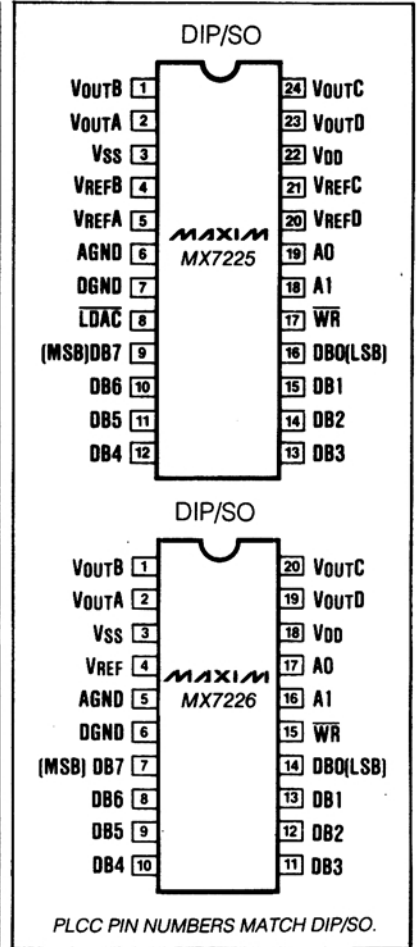 DIP/SO
VOUTB 1 24 VOUTC
VOUTA 2 23 VOUTD
VSS 3 22 VDD
VREFB 4 21 VREFC
VREFA 5 20 VREFD
MAXIM
AGND 6 19 A0
MX7225
DGND 7 18 A1
LDAC 8 17 WR
(MSB)DB7 9 16 DB0(LSB)
DB6 10 15 DB1
DB5 11 14 DB2
DB4 12 13 DB3
DIP/SO
VOUTB 1 20 VOUTC
VOUTA 2 19 VOUTD
VSS 3 18 VDD
VREF 4 MAXIM 17 A0
AGND 5 MX7226 16 A1
DGND 6 15 WR
(MSB) DB7 7 14 DB0(LSB)
DB6 8 13 DB1
DB5 9 12 DB2
DB4 10 11 DB3
PLCC PIN NUMBERS MATCH DIP/SO.